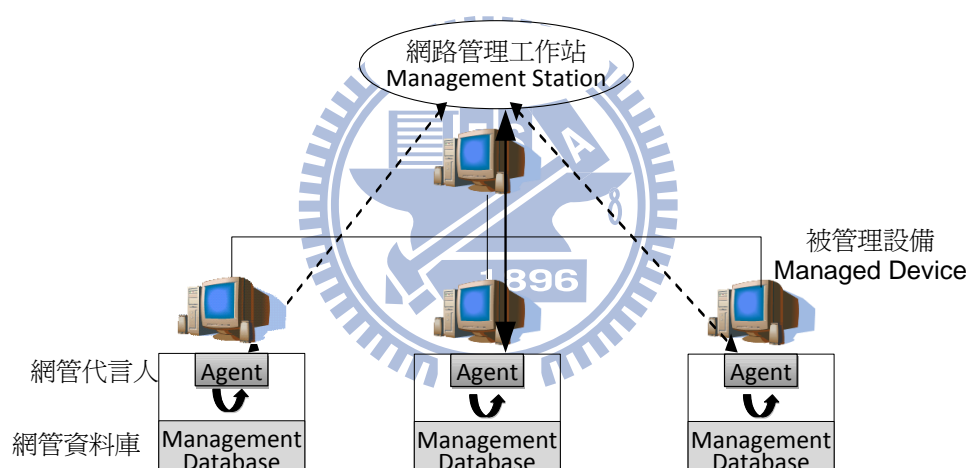 網路管理工作站
Management Station
1896
被管理設備
Managed Device
網管代言人
Agent
Agent
Agent
網管資料庫
Management
Database
Management
Database
Management
Database